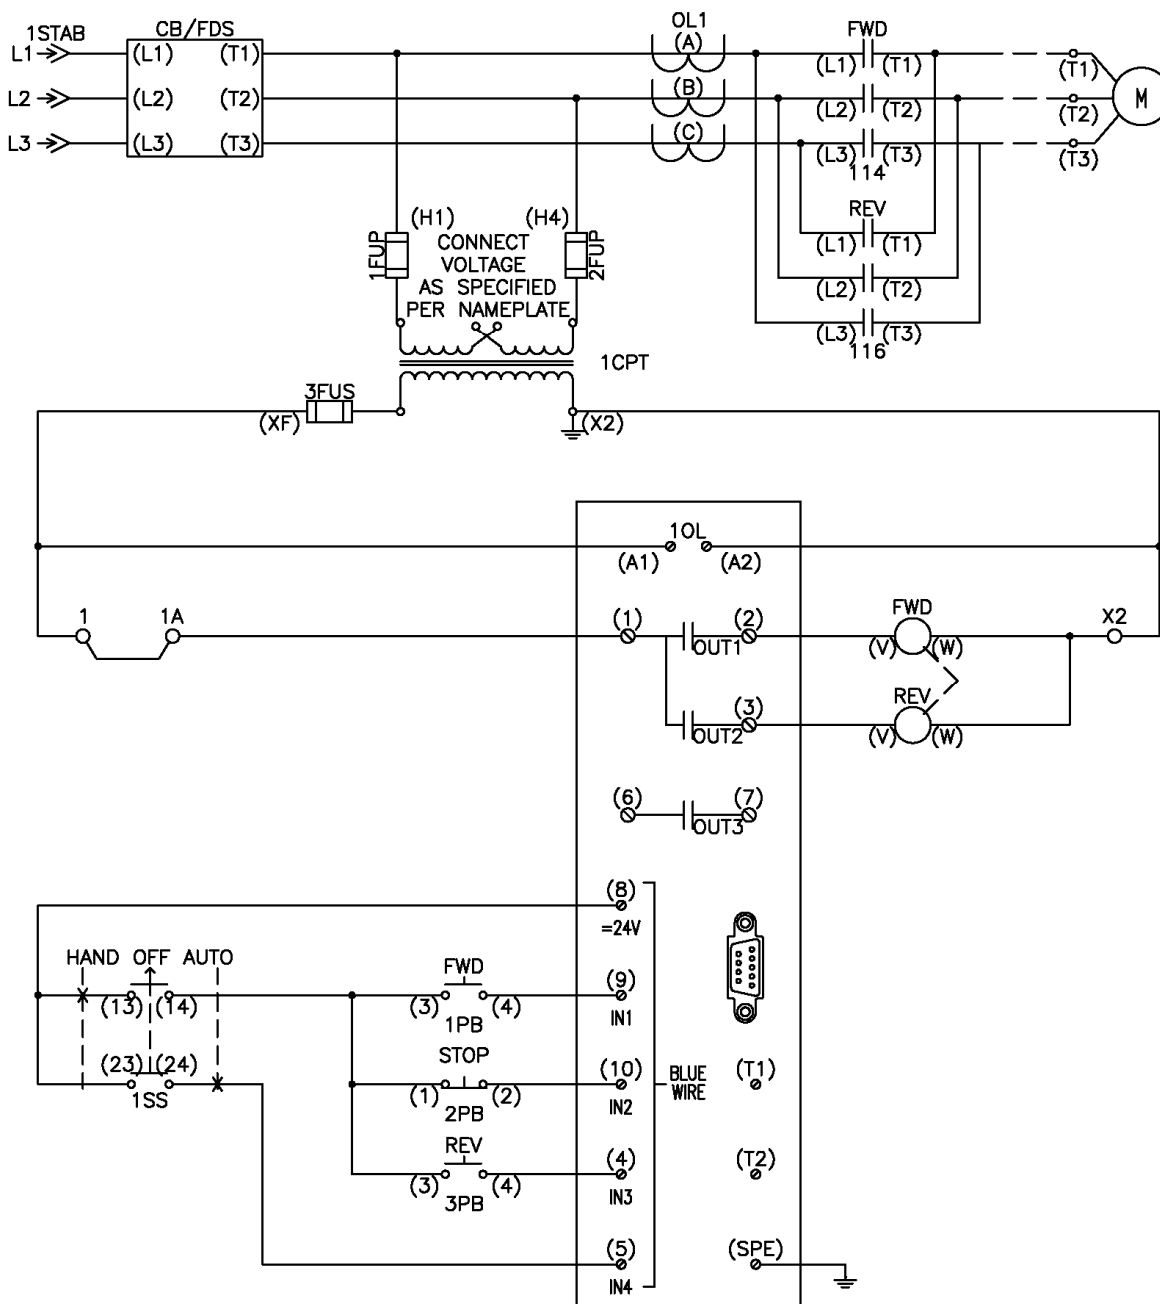 1STAB
CB/FDS
OL1
FWD
L1 (L1) (T1) (A) (L1) (T1) (T1)
L2 (L2) (T2) (B) (L2) (T2) (T2) M
L3 (L3) (T3) (C) (L3) (T3) (T3)
114
REV
(H1) (H4)
1FUP
2FUP
CONNECT
VOLTAGE
AS SPECIFIED
PER NAMEPLATE
(L1) (T1)
(L2) (T2)
(L3) (T3)
116
1CPT
3FUS
(XF) (X2)
1OL
(A1) (A2)
1 1A (1) (2) FWD X2
OUT1 (V) (W)
(3) REV
OUT2 (V) (W)
(6) (7)
OUT3
(8)
=24V
HAND OFF AUTO
FWD
(9)
(13) (14) (3) (4)
1PB
IN1
STOP
(23) (24) (10) (T1)
1SS
(1) (2)
2PB
IN2
BLUE
WIRE
REV
(4) (T2)
(3) (4)
3PB
IN3
(5) (SPE)
IN4